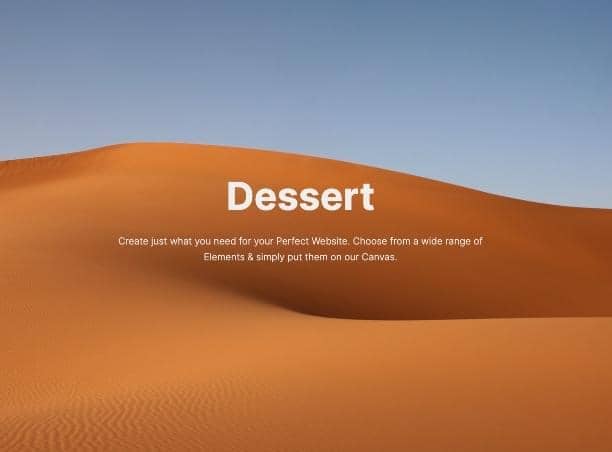 Dessert
Create just what you need for your Perfect Website. Choose from a wide range of
Elements & simply put them on our Canvas.